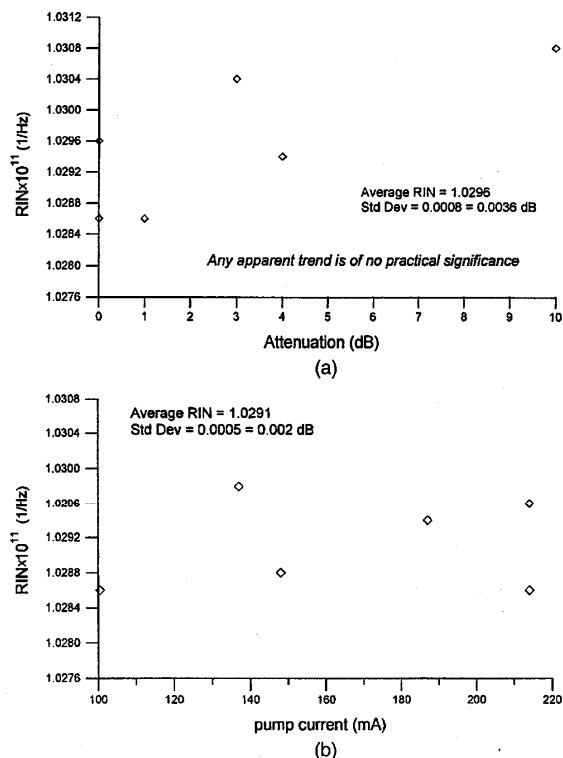 1.0312
1.0308
1.0304
1.0300
1.0296
1.0292
1.0288
1.0284
1.0280
1.0276
RINx10¹¹ (1/Hz)
Average RIN = 1.0296
Std Dev = 0.0008 = 0.0036 dB
Any apparent trend is of no practical significance
0 1 2 3 4 5 6 7 8 9 10
Attenuation (dB)
(a)
1.0308
1.0304
1.0300
1.0206
1.0292
1.0288
1.0284
1.0280
1.0276
RINx10¹¹ (1/Hz)
Average RIN = 1.0291
Std Dev = 0.0005 = 0.002 dB
100 120 140 160 180 200 220
pump current (mA)
(b)